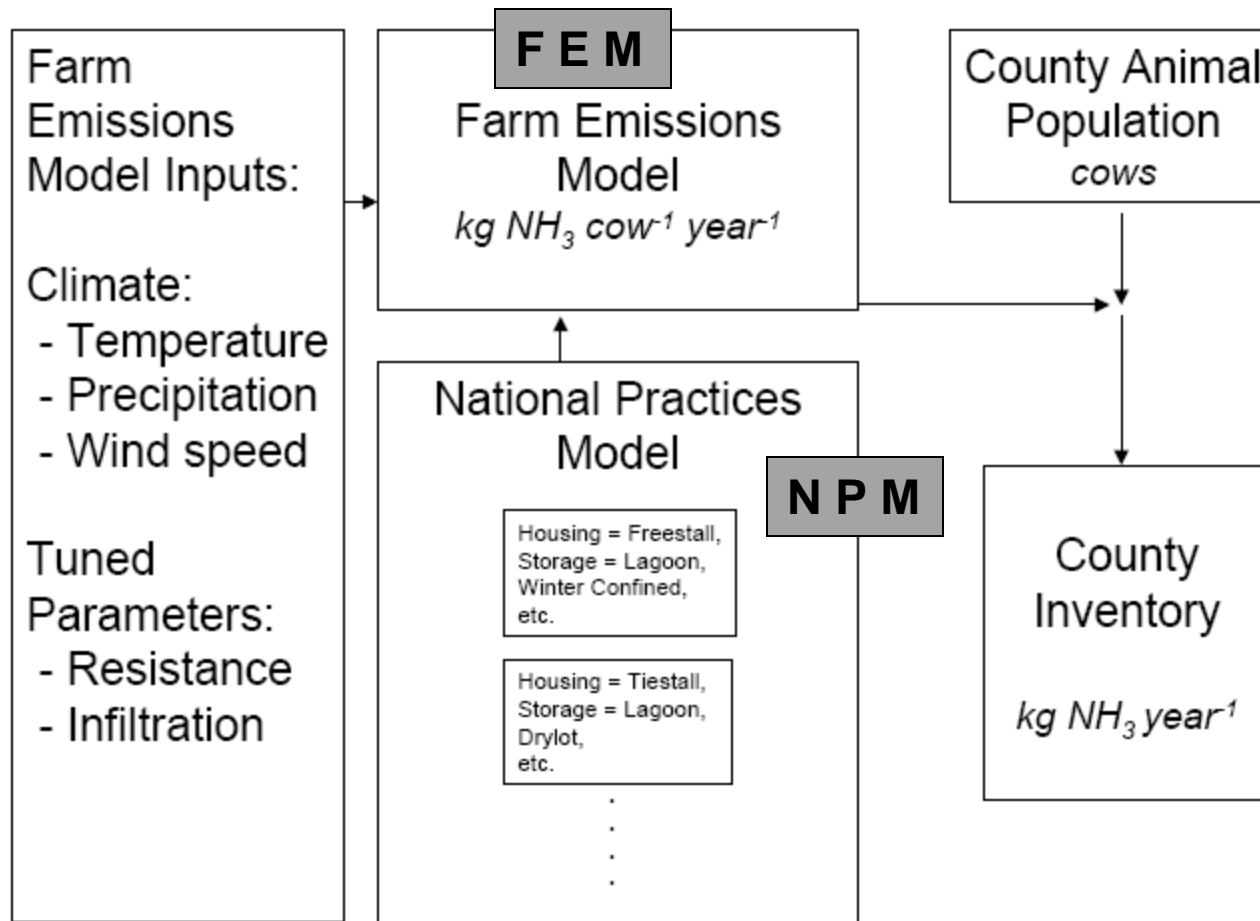 Farm
Emissions
Model Inputs:
Climate:
- Temperature
- Precipitation
- Wind speed
Tuned
Parameters:
- Resistance
- Infiltration
F E M
Farm Emissions
Model
kg NH₃ cow⁻¹ year⁻¹
National Practices
Model
N P M
Housing = Freestall,
Storage = Lagoon,
Winter Confined,
etc.
Housing = Tiestall,
Storage = Lagoon,
Drylot,
etc.
.
.
.
.
County Animal
Population
cows
County
Inventory
kg NH₃ year⁻¹